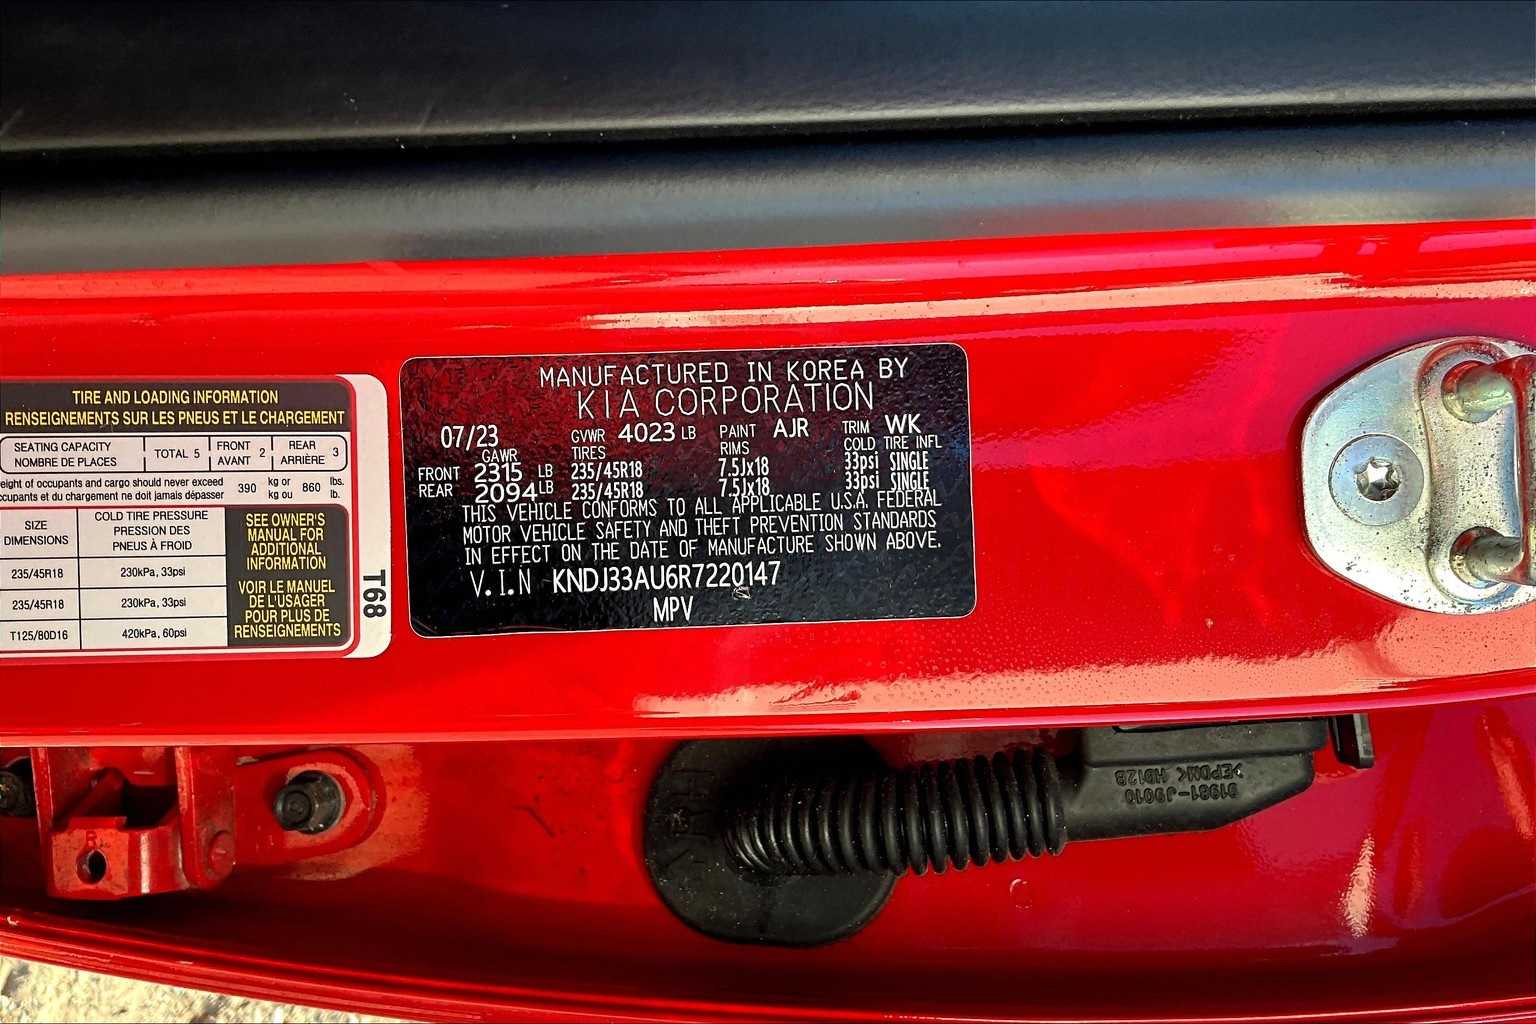 TIRE AND LOADING INFORMATION
RENSEIGNEMENTS SUR LES PNEUS ET LE CHARGEMENT
SEATING CAPACITY
NOMBRE DE PLACES
TOTAL 5
FRONT
AVANT 2
REAR
ARRIÈRE 3
eight of occupants and cargo should never exceed
ccupants et du chargement ne doit jamais dépasser
390
kg or
kg ou
860
lbs.
lb.
SIZE
DIMENSIONS
COLD TIRE PRESSURE
PRESSION DES
PNEUS À FROID
235/45R18 230kPa, 33psi
235/45R18 230kPa, 33psi
T125/80D16 420kPa, 60psi
SEE OWNER'S
MANUAL FOR
ADDITIONAL
INFORMATION
VOIR LE MANUEL
DE L'USAGER
POUR PLUS DE
RENSEIGNEMENTS
T68
MANUFACTURED IN KOREA BY
KIA CORPORATION
07/23 GVWR 4023 LB PAINT AJR TRIM WK
GAWR TIRES RIMS COLD TIRE INFL
FRONT 2315 LB 235/45R18 7.5Jx18 33psi SINGLE
REAR 2094 LB 235/45R18 7.5Jx18 33psi SINGLE
THIS VEHICLE CONFORMS TO ALL APPLICABLE U.S.A. FEDERAL
MOTOR VEHICLE SAFETY AND THEFT PREVENTION STANDARDS
IN EFFECT ON THE DATE OF MANUFACTURE SHOWN ABOVE.
V.I.N KNDJ33AU6R7220147
MPV
91981-J9010
>EPDM< HD12B
R